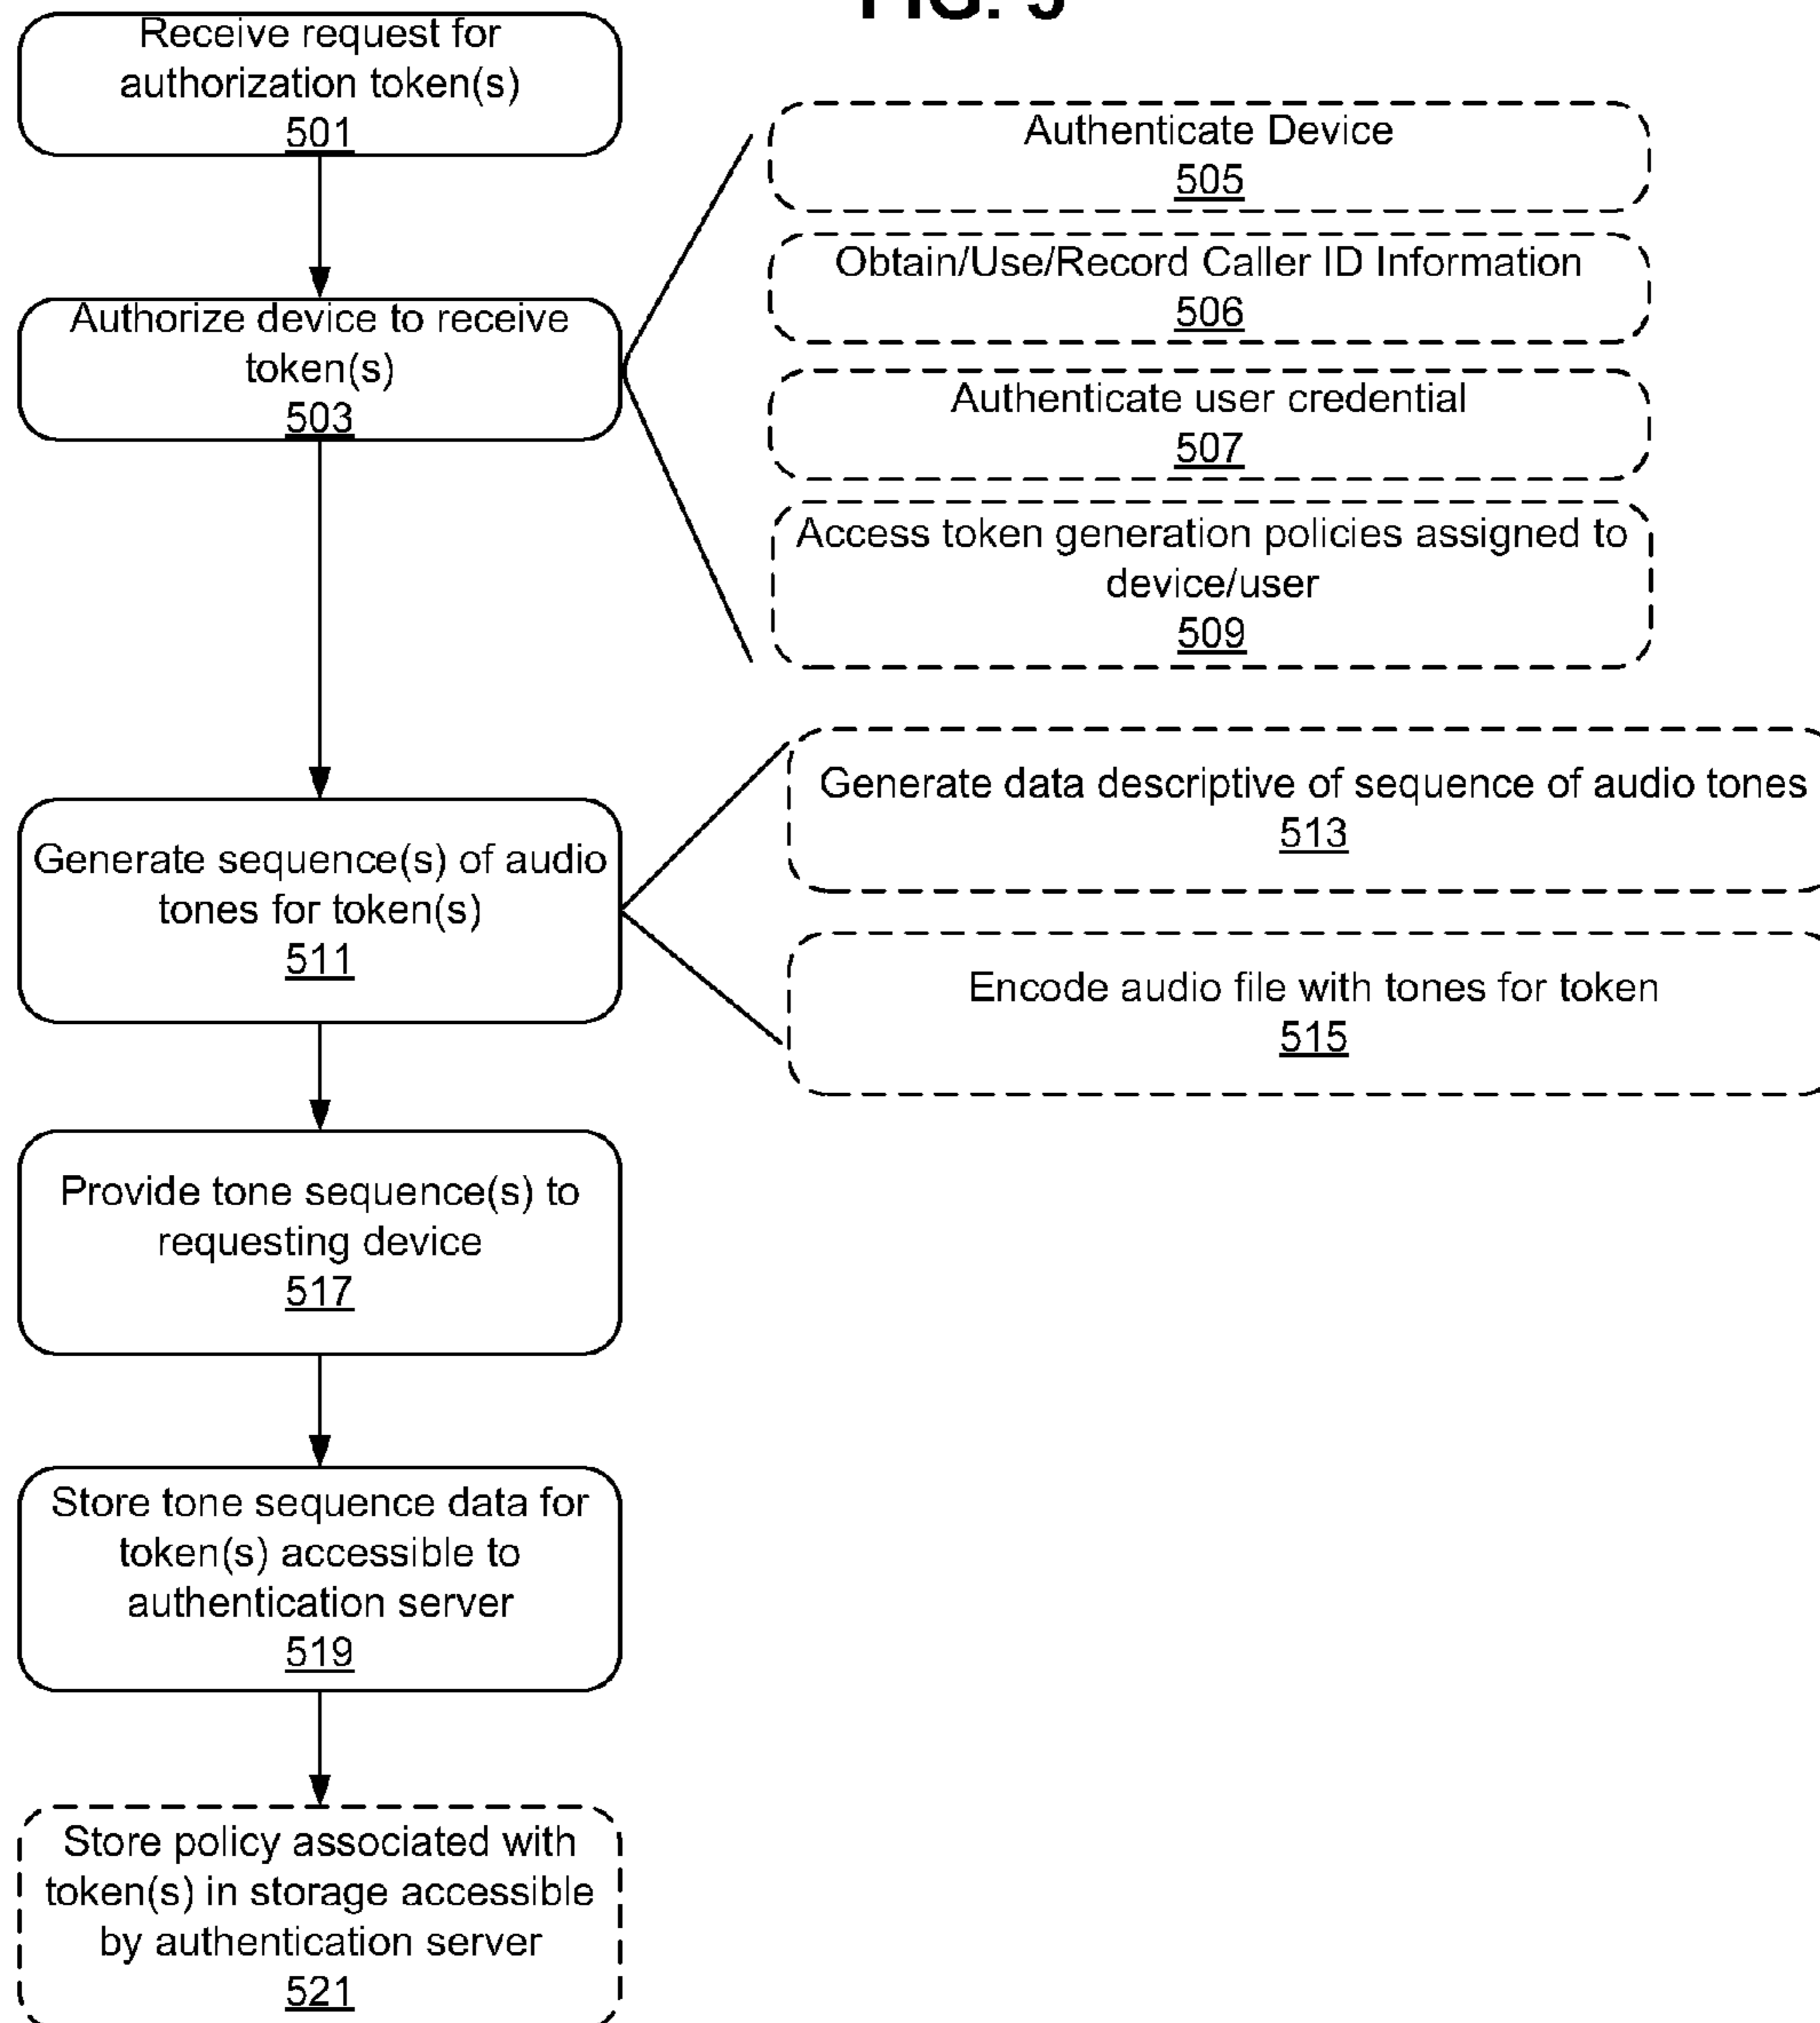 FIG. 5
Receive request for
authorization token(s)
501
Authorize device to receive
token(s)
503
Authenticate Device
505
Obtain/Use/Record Caller ID Information
506
Authenticate user credential
507
Access token generation policies assigned to
device/user
509
Generate sequence(s) of audio
tones for token(s)
511
Generate data descriptive of sequence of audio tones
513
Encode audio file with tones for token
515
Provide tone sequence(s) to
requesting device
517
Store tone sequence data for
token(s) accessible to
authentication server
519
Store policy associated with
token(s) in storage accessible
by authentication server
521